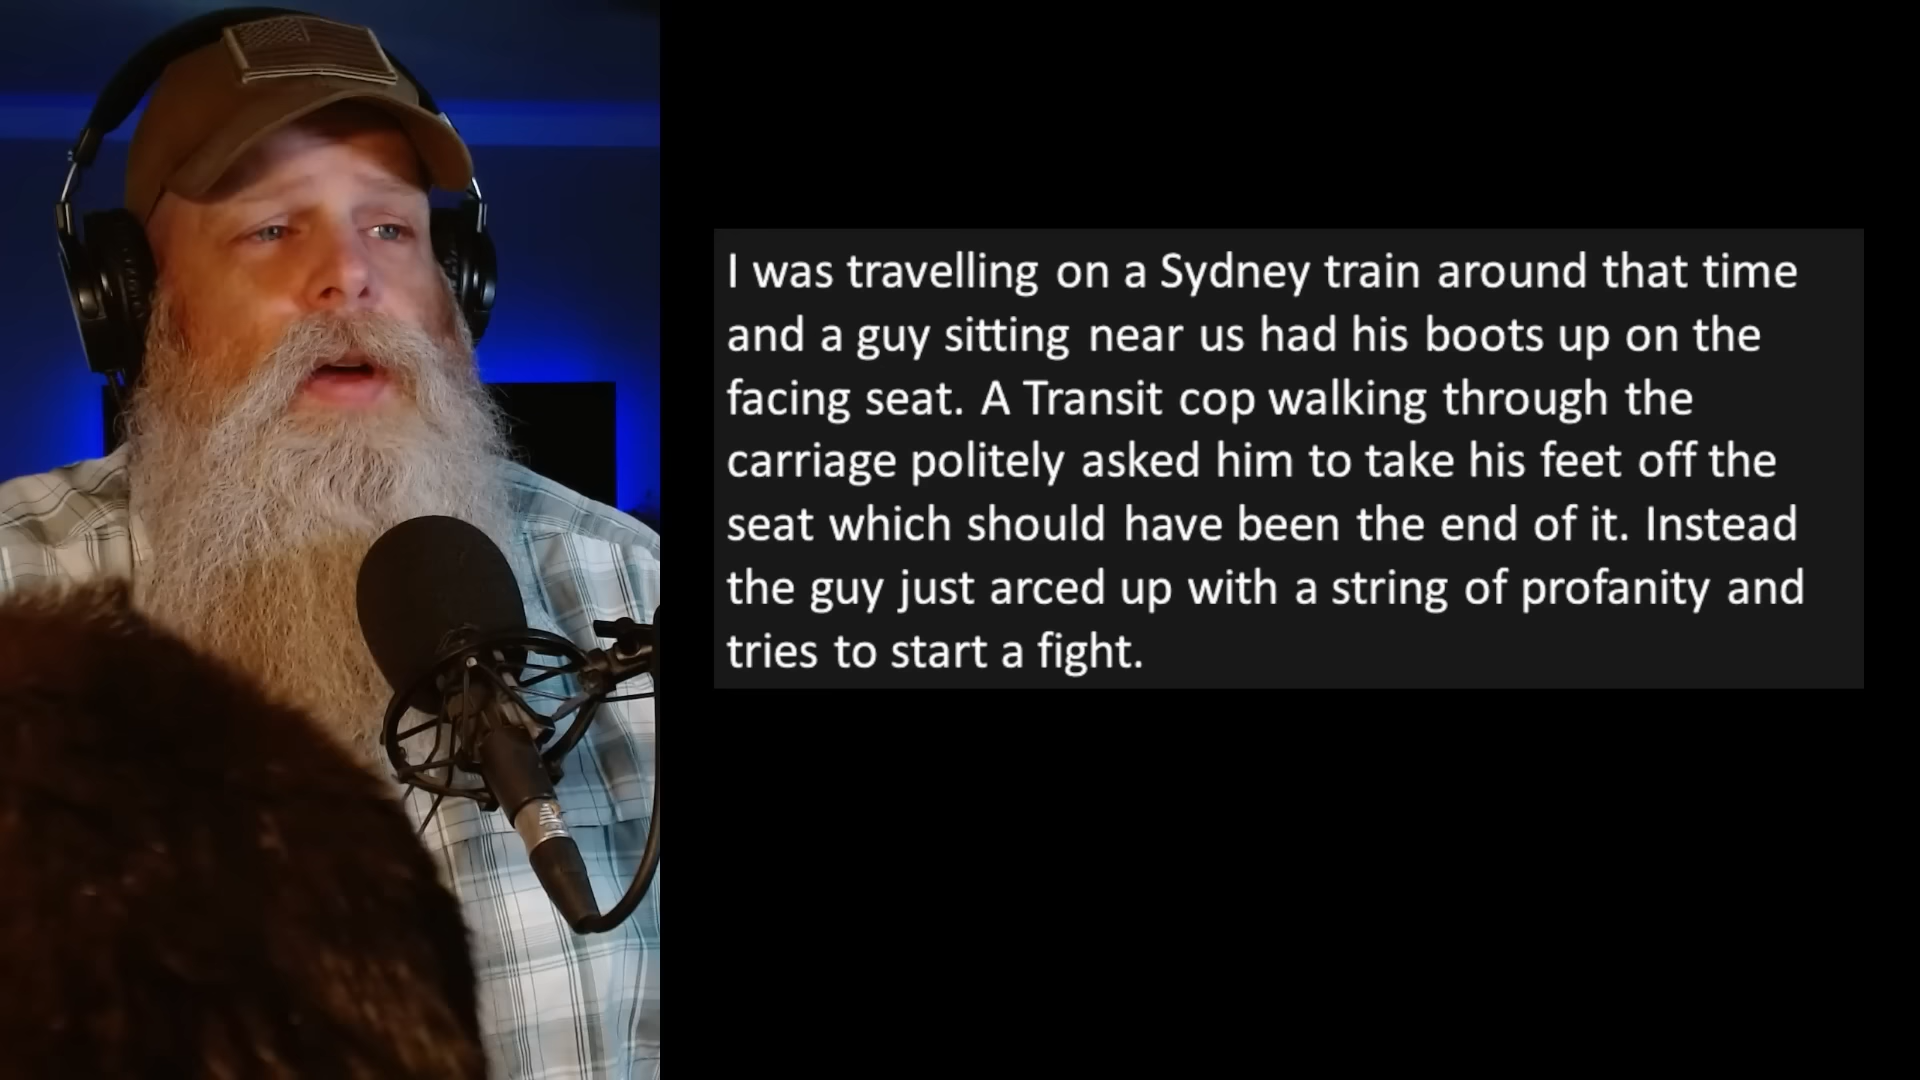 I was travelling on a Sydney train around that time
and a guy sitting near us had his boots up on the
facing seat. A Transit cop walking through the
carriage politely asked him to take his feet off the
seat which should have been the end of it. Instead
the guy just arced up with a string of profanity and
tries to start a fight.